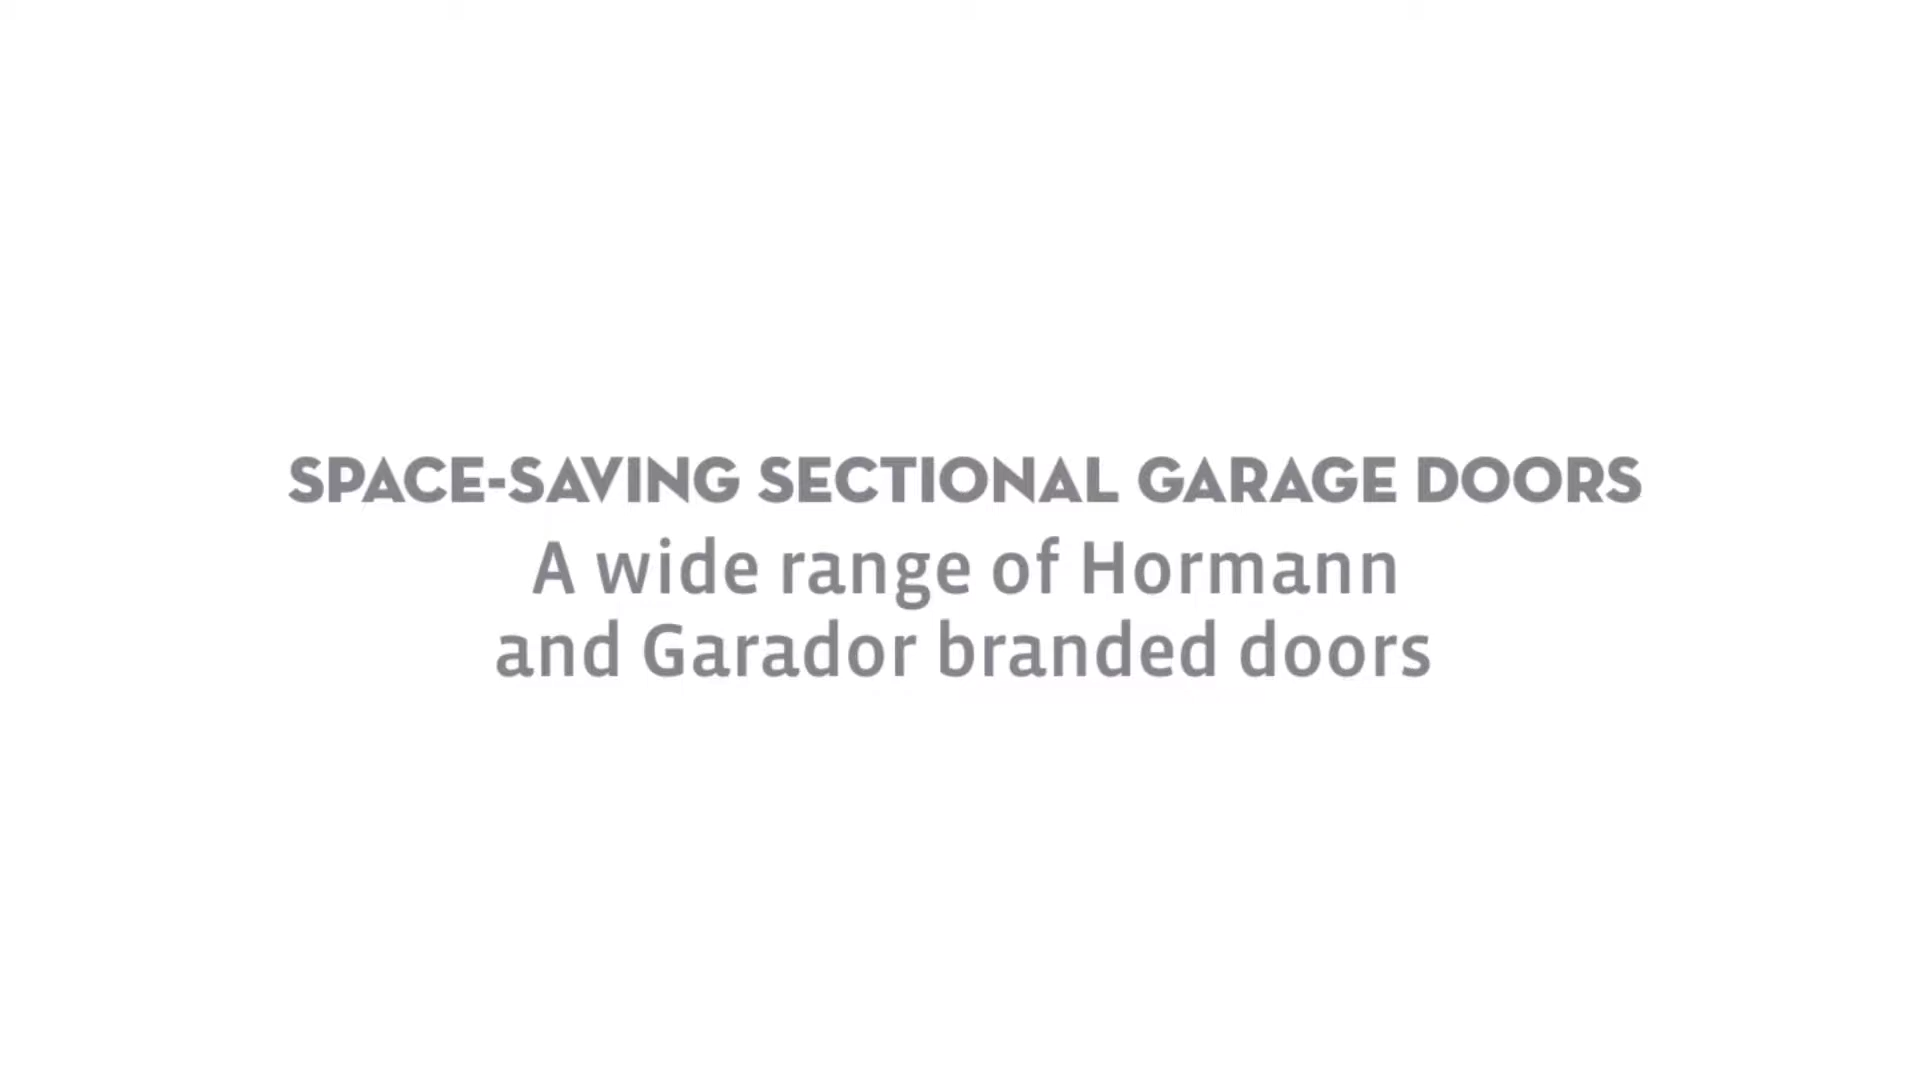 SPACE-SAVING SECTIONAL GARAGE DOORS
A wide range of Hormann
and Garador branded doors